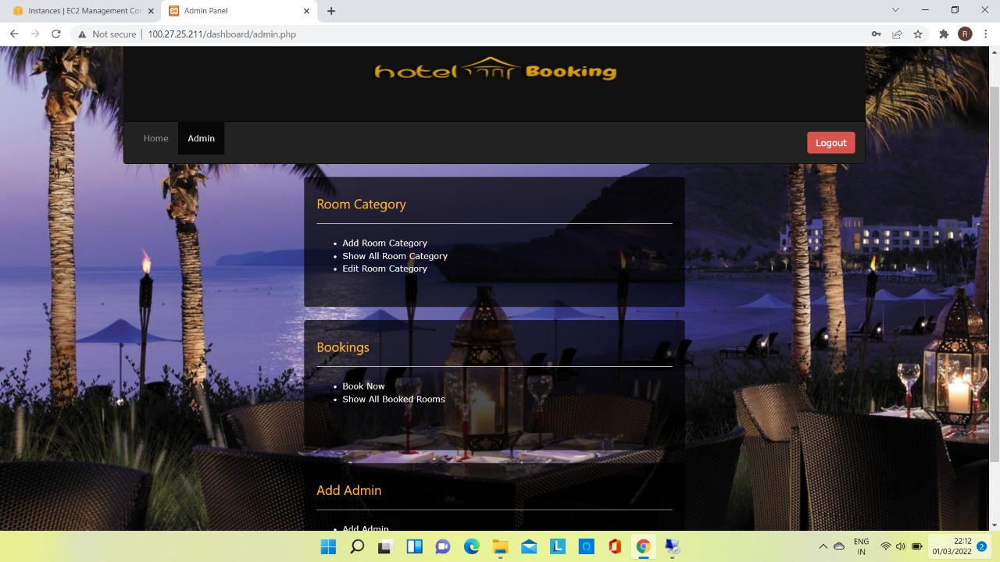 Instances | EC2 Management Cor
Admin Panel
Not secure | 100.27.25.211/dashboard/admin.php
R
hotel Booking
Home
Admin
Logout
Room Category
Add Room Category
Show All Room Category
Edit Room Category
Bookings
Book Now
Show All Booked Rooms
Add Admin
Add Admin
L
ENG
IN
22:12
01/03/2022
2